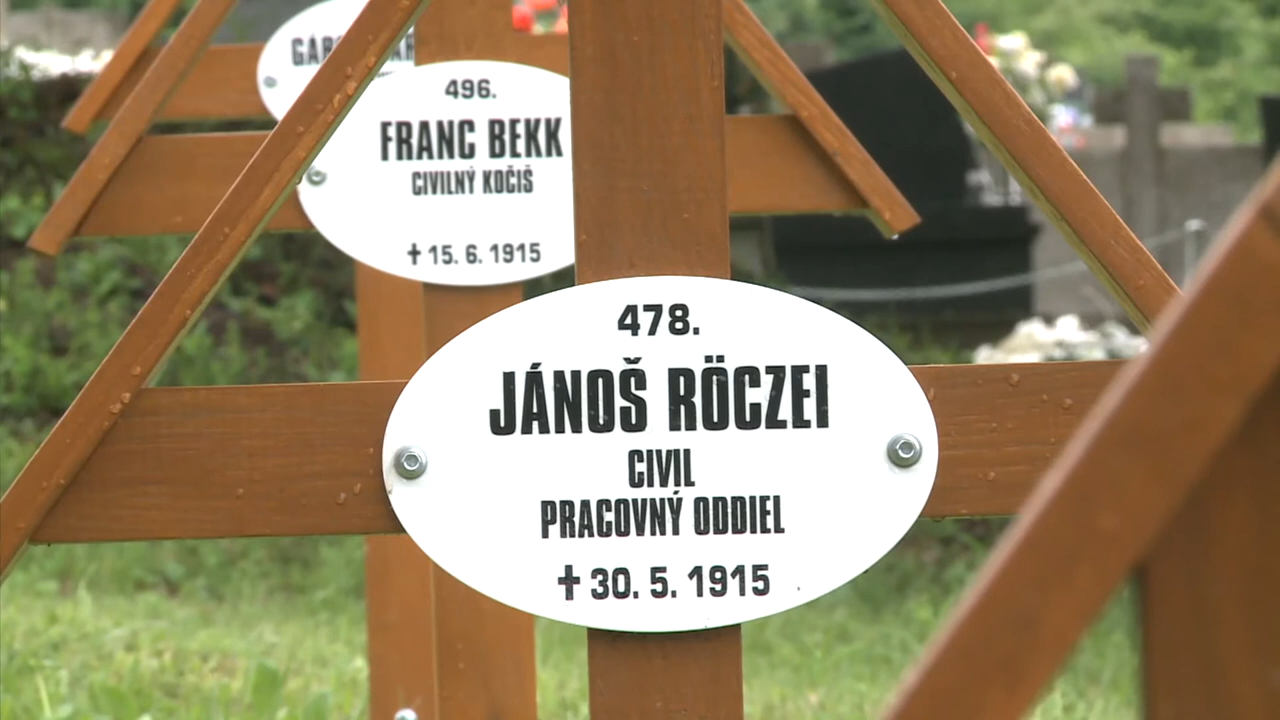 496.
FRANC BEKK
CIVILNÝ KOČIŠ
✝ 15. 6. 1915
478.
JÁNOŠ RÖCZEI
CIVIL
PRACOVNÝ ODDIEL
✝ 30. 5. 1915